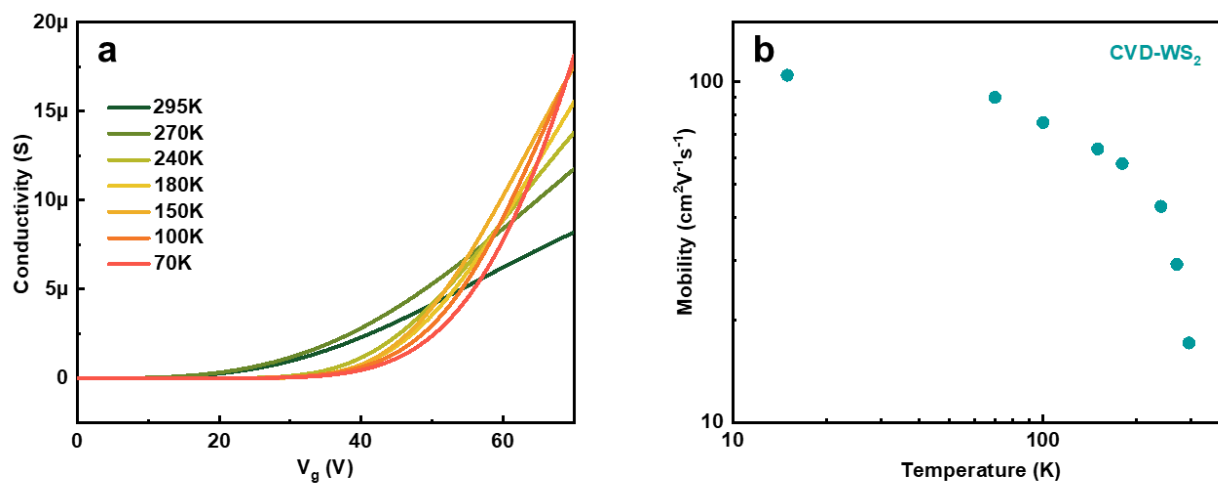 a
20µ
15µ
10µ
5µ
0
Conductivity (S)
295K
270K
240K
180K
150K
100K
70K
0
20
40
60
V_g (V)
b
CVD-WS₂
100
10
Mobility (cm²V⁻¹s⁻¹)
10
100
Temperature (K)